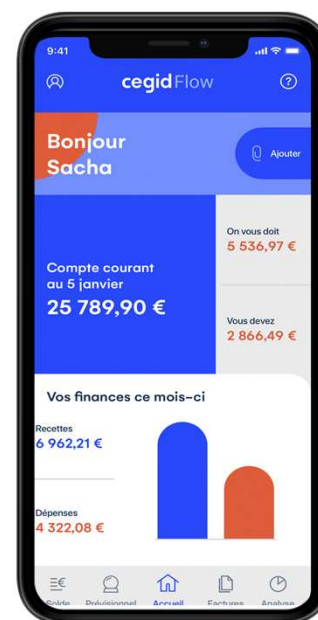 9:41
cegid Flow
Bonjour
Sacha
Ajouter
Compte courant
au 5 janvier
25 789,90 €
On vous doit
5 536,97 €
Vous devez
2 866,49 €
Vos finances ce mois-ci
Recettes
6 962,21 €
Dépenses
4 322,08 €
Solde
Prévisionnel
Accueil
Factures
Analyse